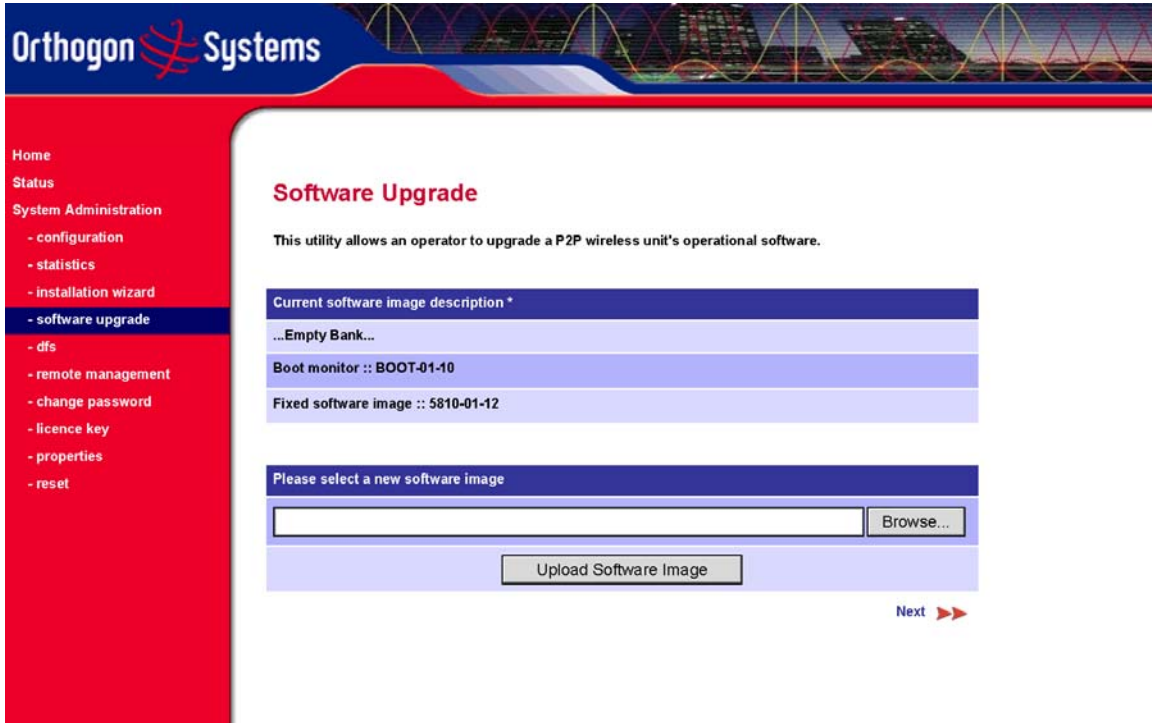 Orthogon Systems
Home
Status
System Administration
- configuration
- statistics
- installation wizard
- software upgrade
- dfs
- remote management
- change password
- licence key
- properties
- reset
Software Upgrade
This utility allows an operator to upgrade a P2P wireless unit's operational software.
Current software image description *
...Empty Bank...
Boot monitor :: BOOT-01-10
Fixed software image :: 5810-01-12
Please select a new software image
Browse...
Upload Software Image
Next